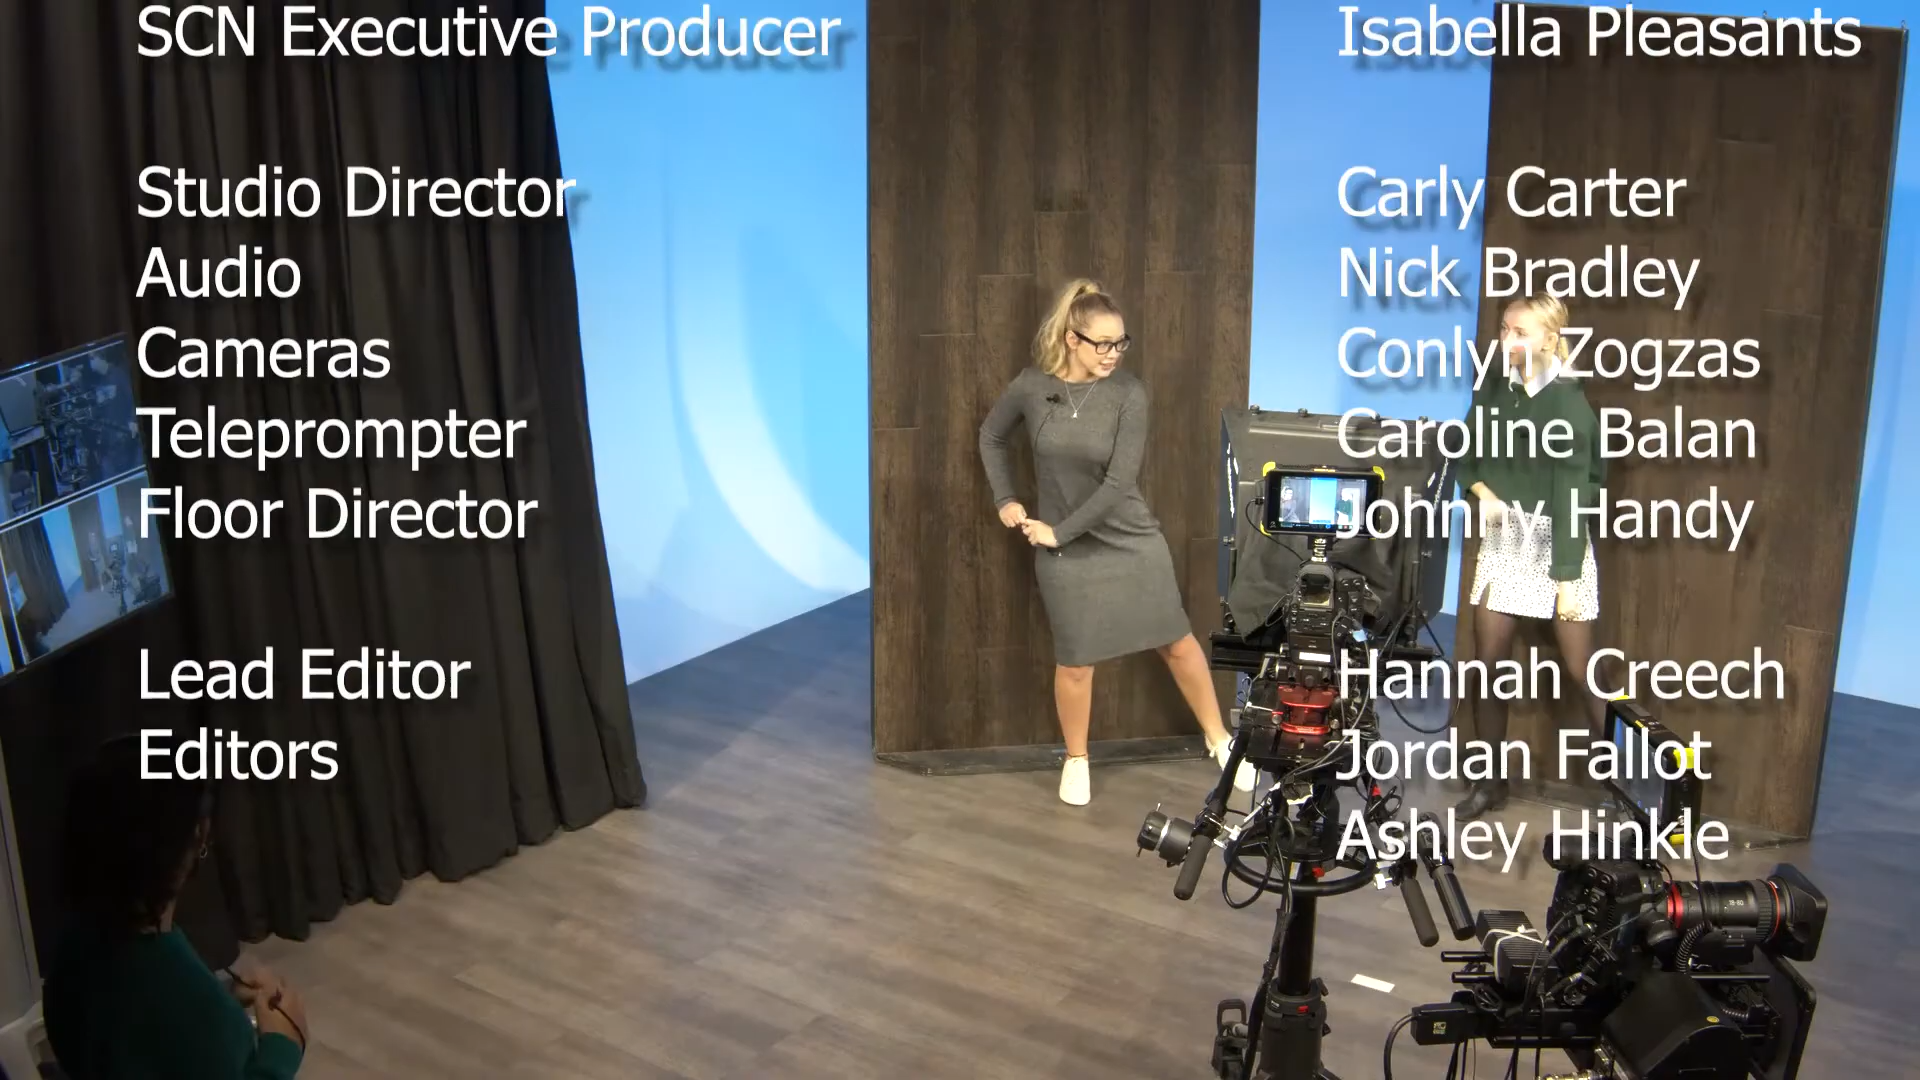 SCN Executive Producer Isabella Pleasants
Studio Director Carly Carter
Audio Nick Bradley
Cameras Conlyn Zogzas
Teleprompter Caroline Balan
Floor Director Johnny Handy
Lead Editor Hannah Creech
Editors Jordan Fallot
Ashley Hinkle